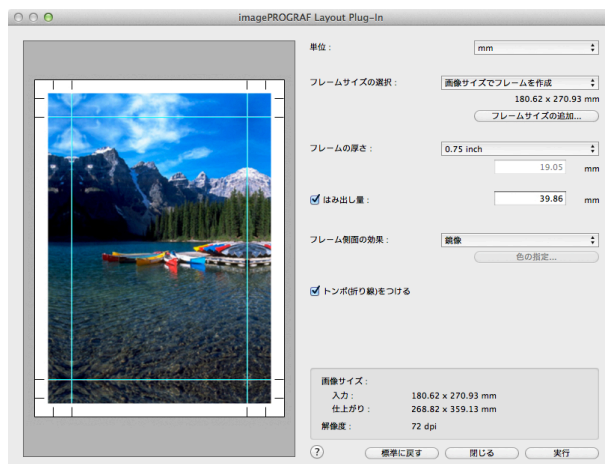 imagePROGRAF Layout Plug-In
単位：
mm
フレームサイズの選択：
画像サイズでフレームを作成
180.62 x 270.93 mm
フレームサイズの追加...
フレームの厚さ：
0.75 inch
19.05 mm
はみ出し量：
39.86 mm
フレーム側面の効果：
鏡像
色の指定...
トンボ(折り線)をつける
画像サイズ：
入力： 180.62 x 270.93 mm
仕上がり： 268.82 x 359.13 mm
解像度： 72 dpi
? 標準に戻す 閉じる 実行